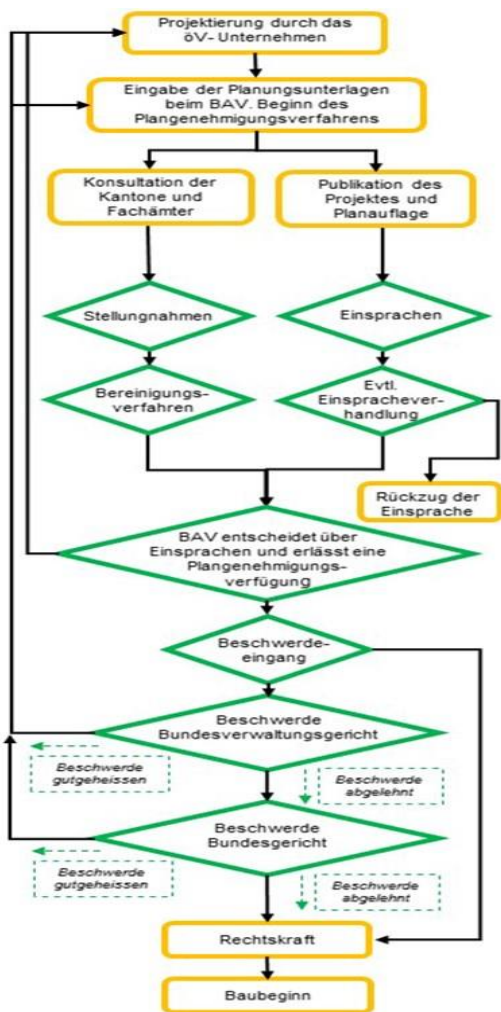 Projektierung durch das
öV- Unternehmen
Eingabe der Planungsunterlagen
beim BAV. Beginn des
Plangenehmigungsverfahrens
Konsultation der
Kantone und
Fachämter
Publikation des
Projektes und
Planauflage
Stellungnahmen
Einsprachen
Bereinigungs-
verfahren
Evtl.
Einsprachever-
handlung
Rückzug der
Einsprache
BAV entscheidet über
Einsprachen und erlässt eine
Plangenehmigungs-
verfügung
Beschwerde-
eingang
Beschwerde
Bundesverwaltungsgericht
Beschwerde
gutgeheissen
Beschwerde
abgelehnt
Beschwerde
Bundesgericht
Beschwerde
gutgeheissen
Beschwerde
abgelehnt
Rechtskraft
Baubeginn